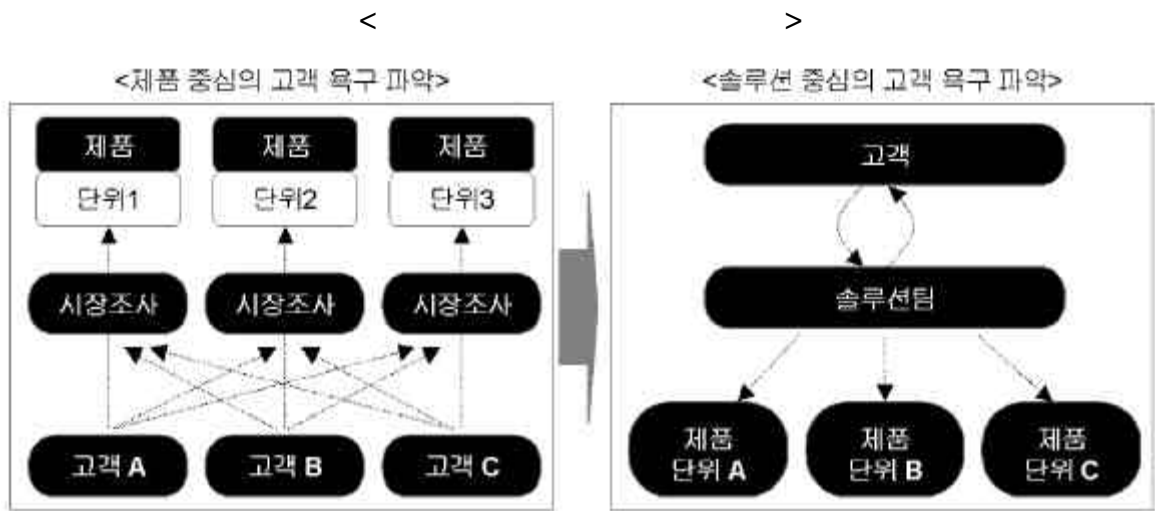 < >
<제품 중심의 고객 욕구 파악>
제품 제품 제품
단위1 단위2 단위3
시장조사 시장조사 시장조사
고객 A 고객 B 고객 C
<솔루션 중심의 고객 욕구 파악>
고객
솔루션팀
제품 제품 제품
단위 A 단위 B 단위 C